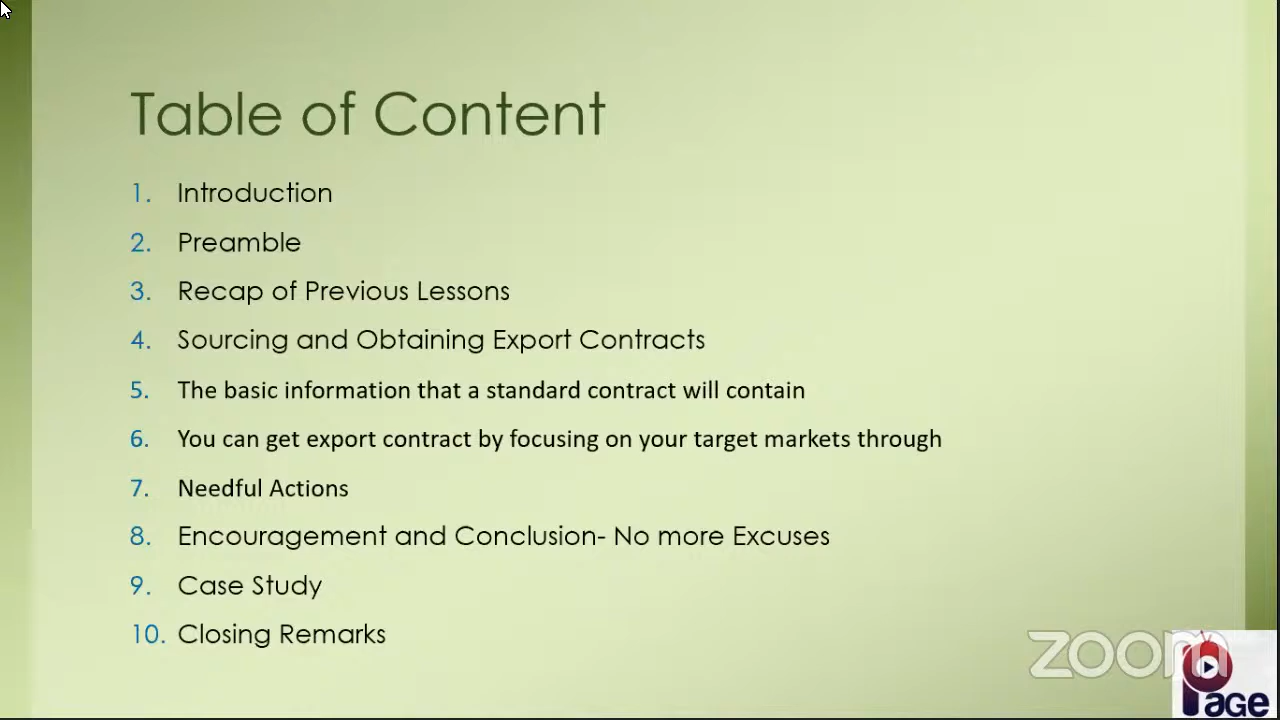 Table of Content
1. Introduction
2. Preamble
3. Recap of Previous Lessons
4. Sourcing and Obtaining Export Contracts
5. The basic information that a standard contract will contain
6. You can get export contract by focusing on your target markets through
7. Needful Actions
8. Encouragement and Conclusion- No more Excuses
9. Case Study
10. Closing Remarks
zoom
Page